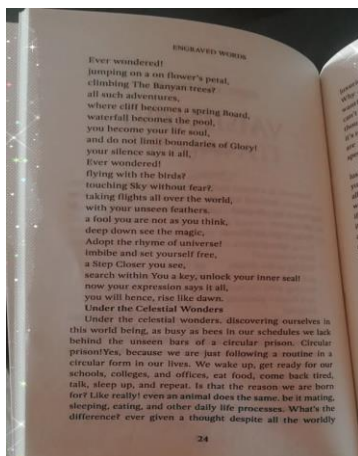 ENGRAVED WORDS
Ever wondered!
jumping on a on flower's petal,
climbing The Banyan trees?
all such adventures,
where cliff becomes a spring Board,
waterfall becomes the pool,
you become your life soul,
and do not limit boundaries of Glory!
your silence says it all,
Ever wondered!
flying with the birds?
touching Sky without fear?.
taking flights all over the world,
with your unseen feathers.
a fool you are not as you think,
deep down see the magic,
Adopt the rhyme of universe!
imbibe and set yourself free,
a Step Closer you see,
search within You a key, unlock your inner seal!
now your expression says it all,
you will hence, rise like dawn.
Under the Celestial Wonders
Under the celestial wonders, discovering ourselves in
this world being, as busy as bees in our schedules we lack
behind the unseen bars of a circular prison. Circular
prison!Yes, because we are just following a routine in a
circular form in our lives. We wake up, get ready for our
schools, colleges, and offices, eat food, come back tired,
talk, sleep up, and repeat. Is that the reason we are born
for? Like really! even an animal does the same. be it mating,
sleeping, eating, and other daily life processes. What's the
difference? ever given a thought despite all the worldly
24